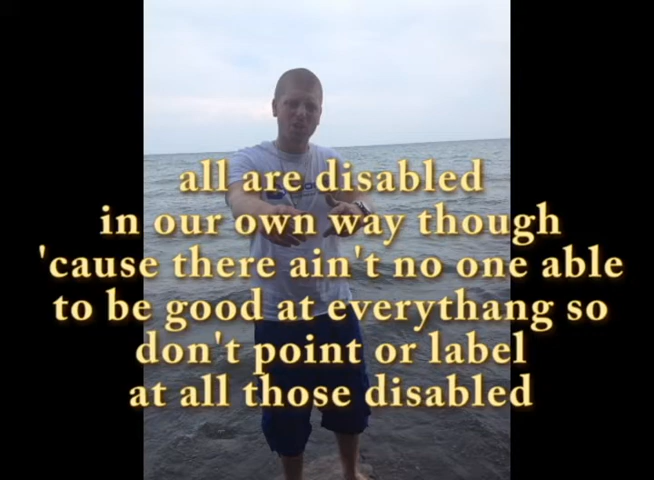 all are disabled
in our own way though
'cause there ain't no one able
to be good at everythang so
don't point or label
at all those disabled